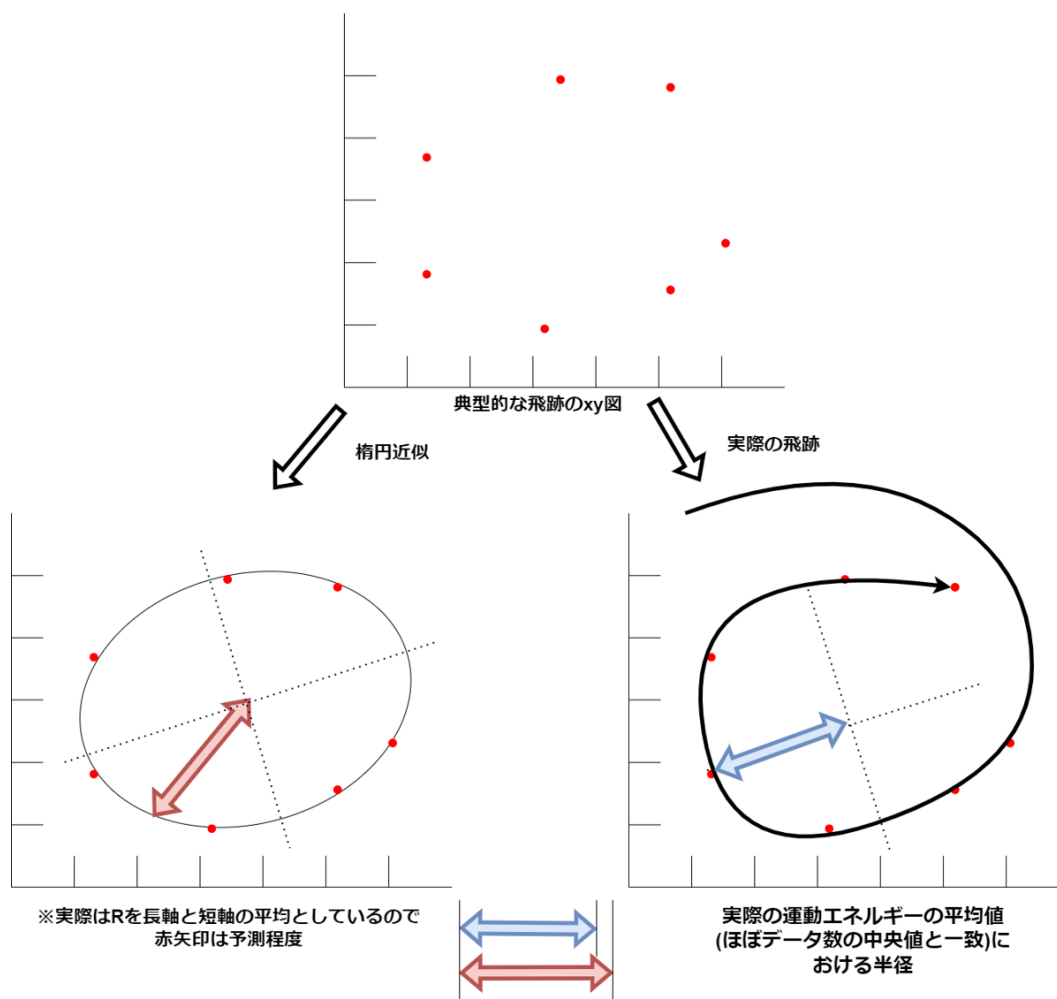 典型的な飛跡のxy図
楕円近似
実際の飛跡
※実際はRを長軸と短軸の平均としているので
赤矢印は予測程度
実際の運動エネルギーの平均値
(ほぼデータ数の中央値と一致)に
おける半径